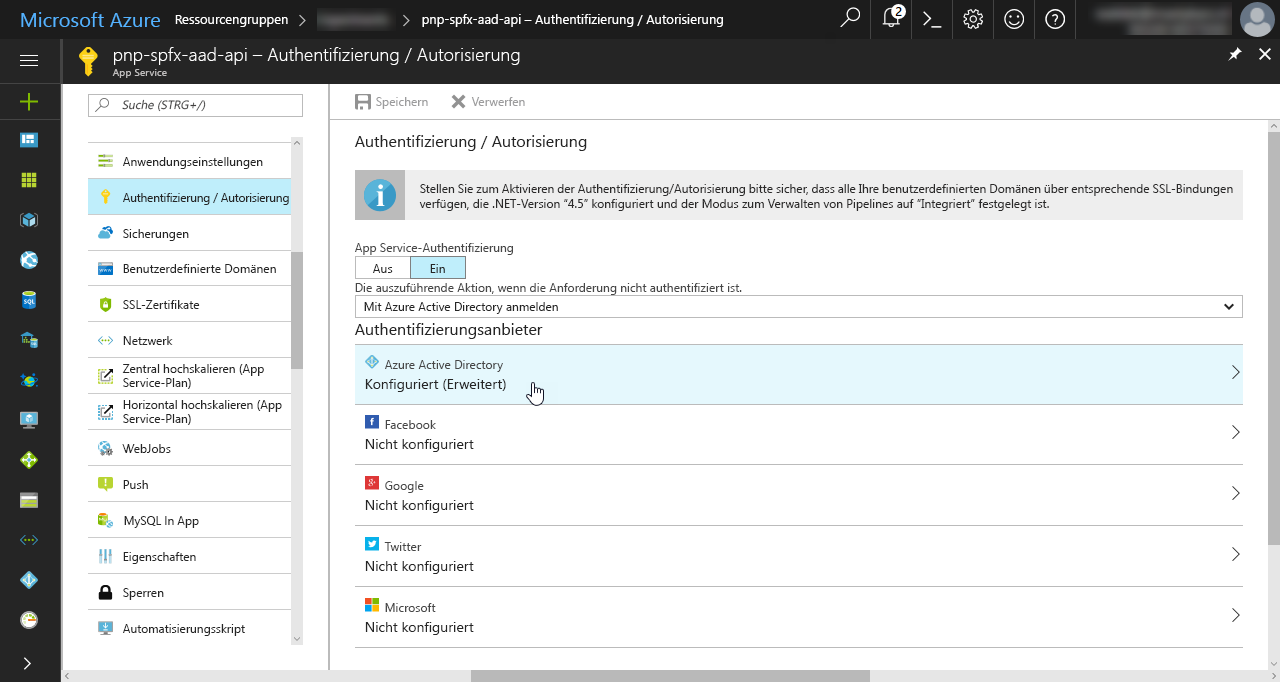 Microsoft Azure Ressourcengruppen pnp-spfx-aad-api – Authentifizierung / Autorisierung
2
pnp-spfx-aad-api – Authentifizierung / Autorisierung
App Service
Suche (STRG+/)
Anwendungseinstellungen
Authentifizierung / Autorisierung
Sicherungen
Benutzerdefinierte Domänen
SSL-Zertifikate
Netzwerk
Zentral hochskalieren (App
Service-Plan)
Horizontal hochskalieren (App
Service-Plan)
WebJobs
Push
MySQL In App
Eigenschaften
Sperren
Automatisierungsskript
Speichern Verwerfen
Authentifizierung / Autorisierung
Stellen Sie zum Aktivieren der Authentifizierung/Autorisierung bitte sicher, dass alle Ihre benutzerdefinierten Domänen über entsprechende SSL-Bindungen
verfügen, die .NET-Version “4.5” konfiguriert und der Modus zum Verwalten von Pipelines auf “Integriert” festgelegt ist.
App Service-Authentifizierung
Aus Ein
Die auszuführende Aktion, wenn die Anforderung nicht authentifiziert ist.
Mit Azure Active Directory anmelden
Authentifizierungsanbieter
Azure Active Directory
Konfiguriert (Erweitert)
Facebook
Nicht konfiguriert
Google
Nicht konfiguriert
Twitter
Nicht konfiguriert
Microsoft
Nicht konfiguriert